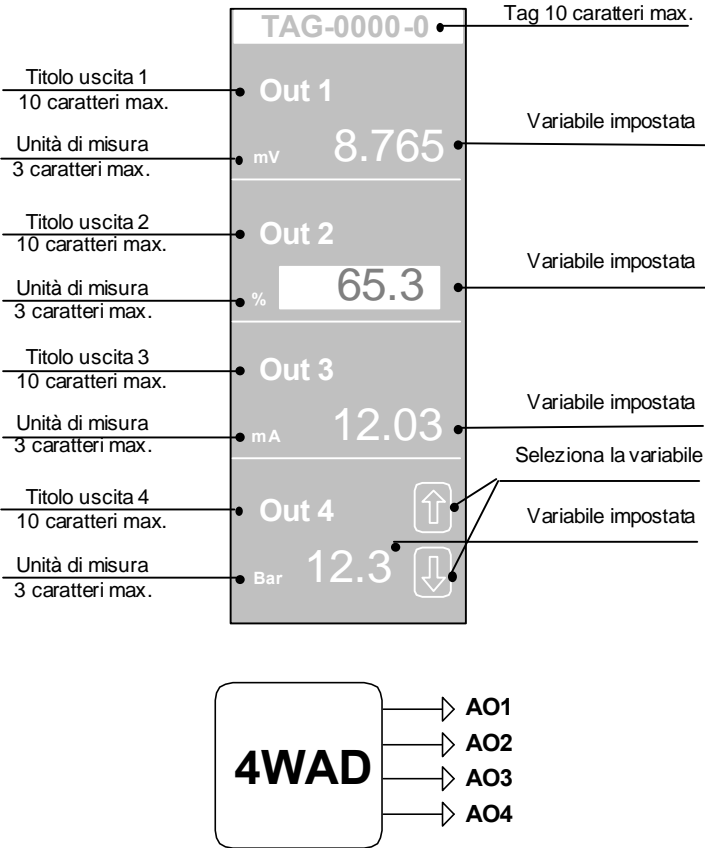 Tag 10 caratteri max.
TAG-0000-0
Titolo uscita 1
10 caratteri max.
Out 1
Variabile impostata
Unità di misura
3 caratteri max.
mV
8.765
Titolo uscita 2
10 caratteri max.
Out 2
Variabile impostata
Unità di misura
3 caratteri max.
%
65.3
Titolo uscita 3
10 caratteri max.
Out 3
Variabile impostata
Unità di misura
3 caratteri max.
mA
12.03
Seleziona la variabile
Titolo uscita 4
10 caratteri max.
Out 4
Variabile impostata
Unità di misura
3 caratteri max.
Bar
12.3
4WAD
AO1
AO2
AO3
AO4